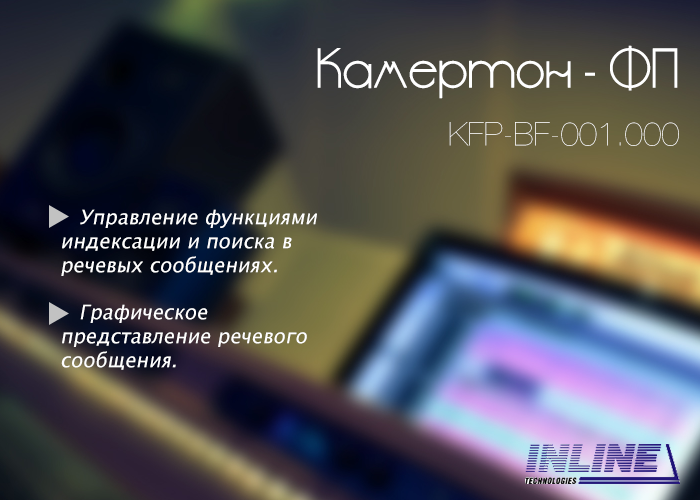 Камертон - ФП
KFP-BF-001.000
Управление функциями
индексации и поиска в
речевых сообщениях.
Графическое
представление речевого
сообщения.
INLINE
TECHNOLOGIES